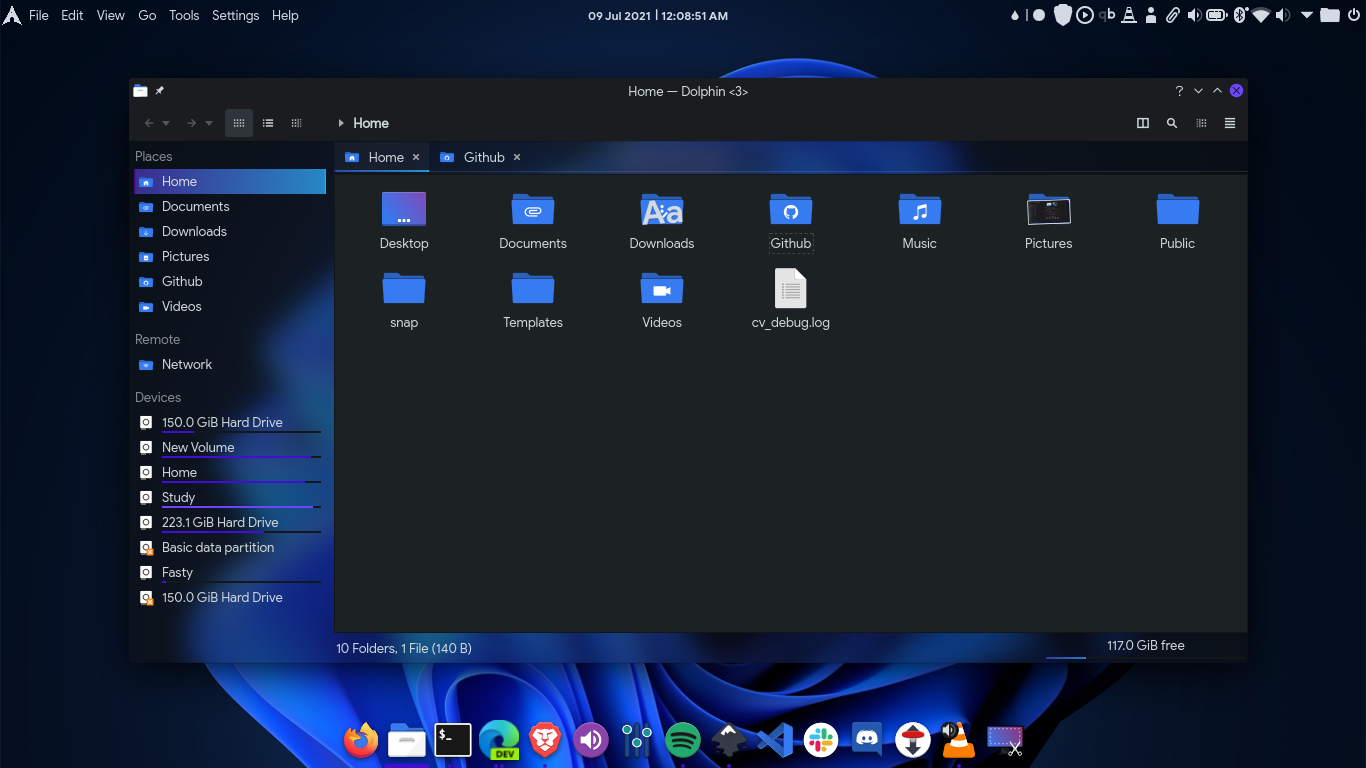 File Edit View Go Tools Settings Help
09 Jul 2021 | 12:08:51 AM
qb
Home — Dolphin <3>
?
Home
Places
Home
Documents
Downloads
Pictures
Github
Videos
Remote
Network
Devices
150.0 GiB Hard Drive
New Volume
Home
Study
223.1 GiB Hard Drive
Basic data partition
Fasty
150.0 GiB Hard Drive
Home × Github ×
Desktop Documents Downloads Github Music Pictures Public
Aa
snap Templates Videos cv_debug.log
10 Folders, 1 File (140 B)
117.0 GiB free
$_
DEV